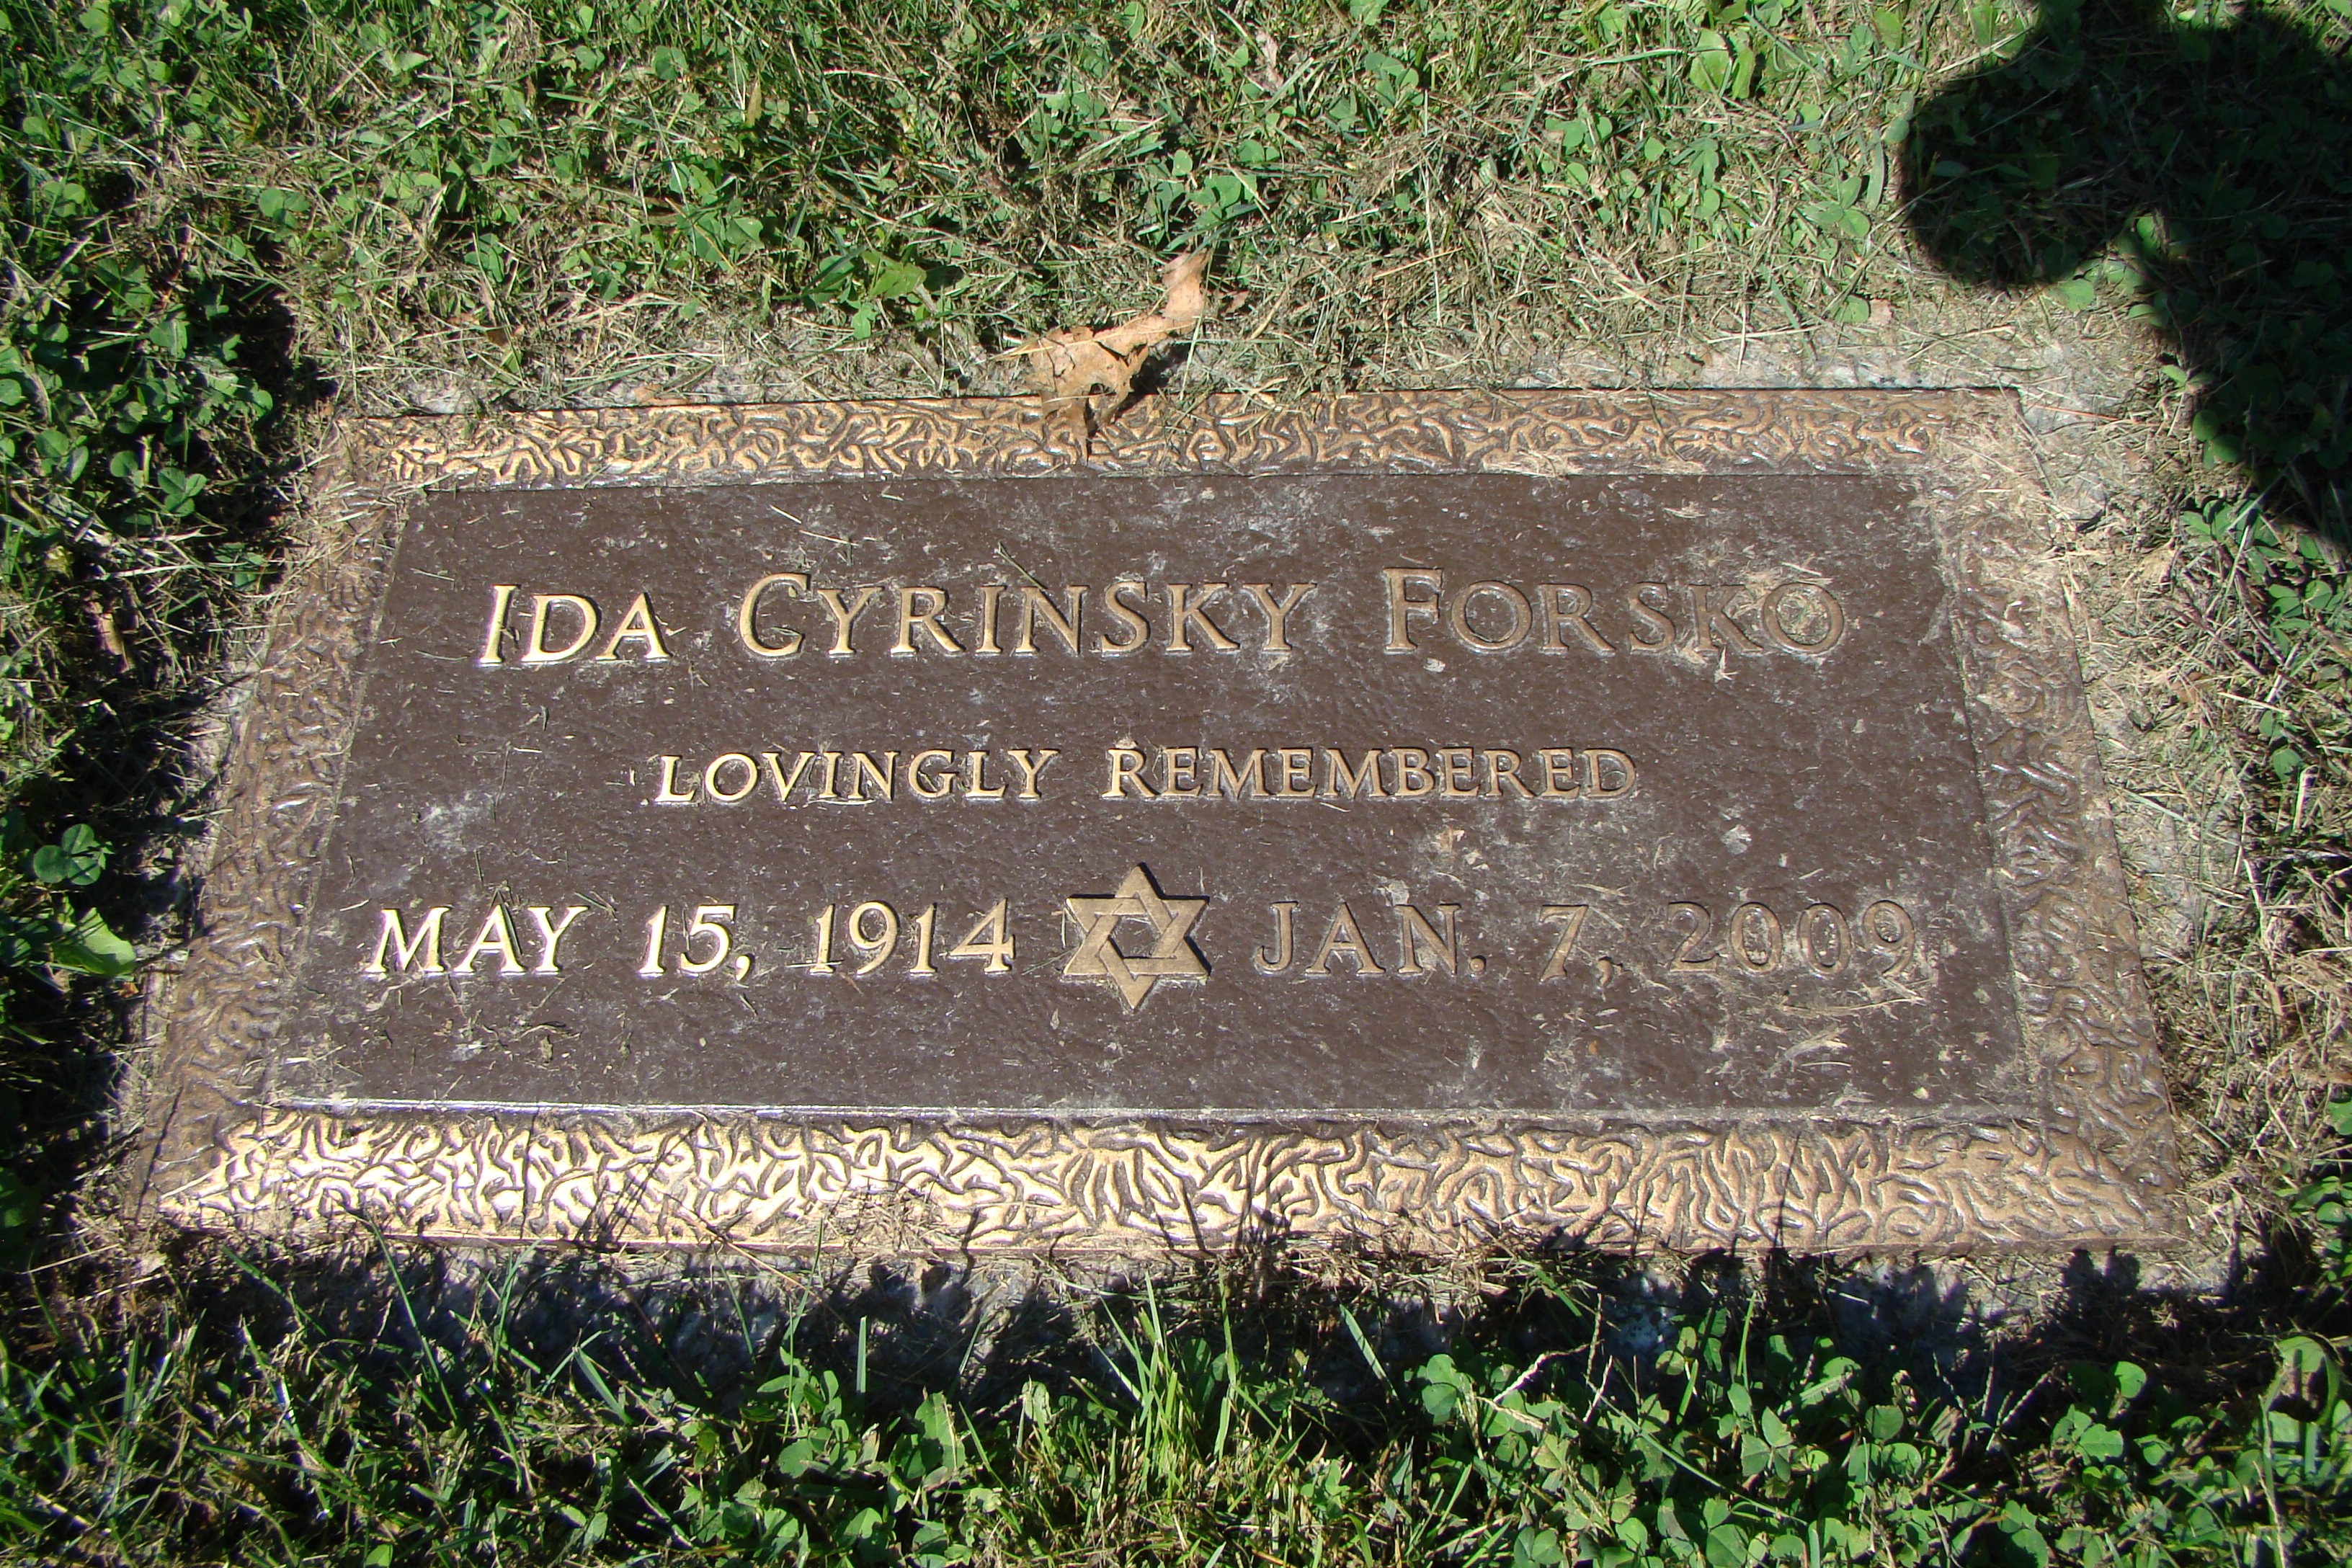 IDA CYRINSKY FORSKO
LOVINGLY REMEMBERED
MAY 15, 1914 JAN. 7, 2009